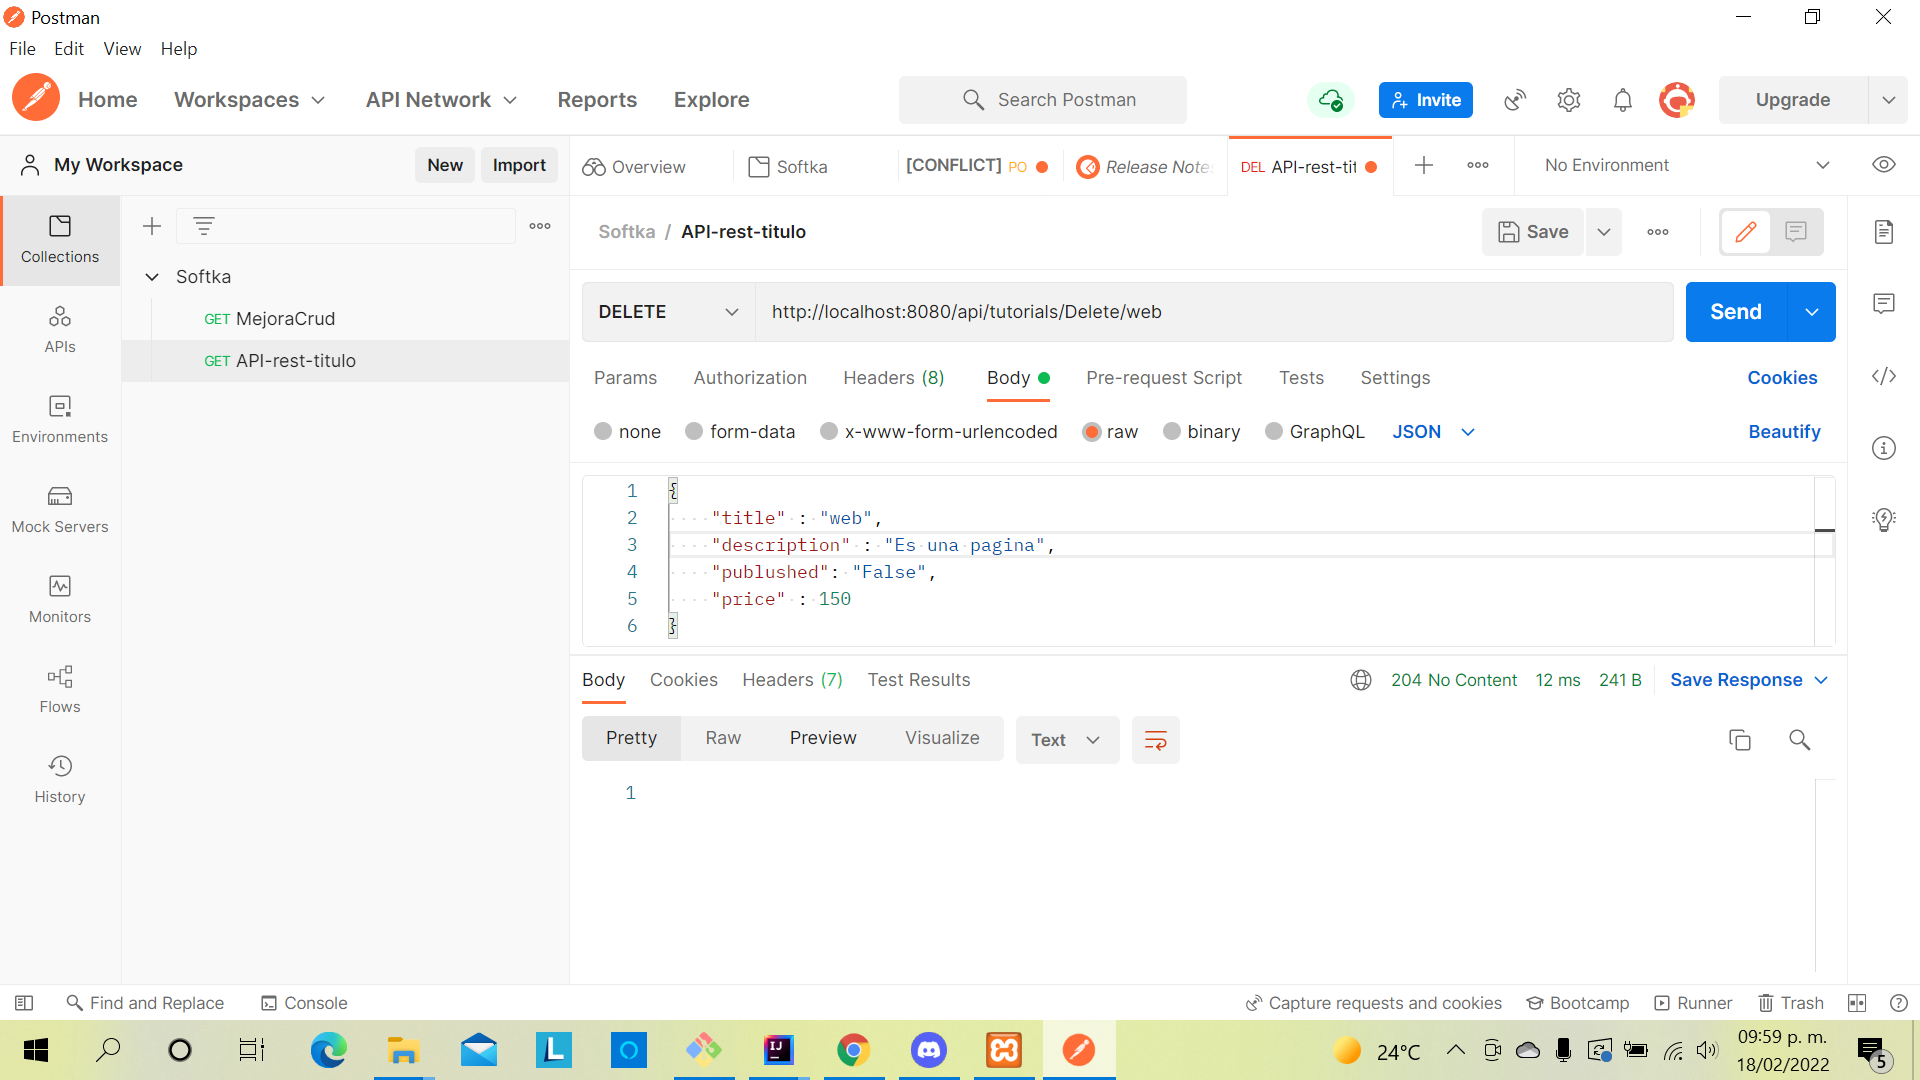 Postman
File Edit View Help
Home Workspaces API Network Reports Explore Search Postman Invite Upgrade
My Workspace New Import Overview Softka [CONFLICT] PO Release Note DEL API-rest-tit No Environment
Softka / API-rest-titulo Save
Collections
APIs
Environments
Mock Servers
Monitors
Flows
History
Softka
GET MejoraCrud
GET API-rest-titulo
DELETE http://localhost:8080/api/tutorials/Delete/web Send
Params Authorization Headers (8) Body Pre-request Script Tests Settings Cookies
none form-data x-www-form-urlencoded raw binary GraphQL JSON Beautify
1 {
2 "title" : "web",
3 "description" : "Es una pagina",
4 "publushed": "False",
5 "price" : 150
6 }
Body Cookies Headers (7) Test Results 204 No Content 12 ms 241 B Save Response
Pretty Raw Preview Visualize Text
1
Find and Replace Console Capture requests and cookies Bootcamp Runner Trash
L IJ 24°C 09:59 p. m.
18/02/2022 5